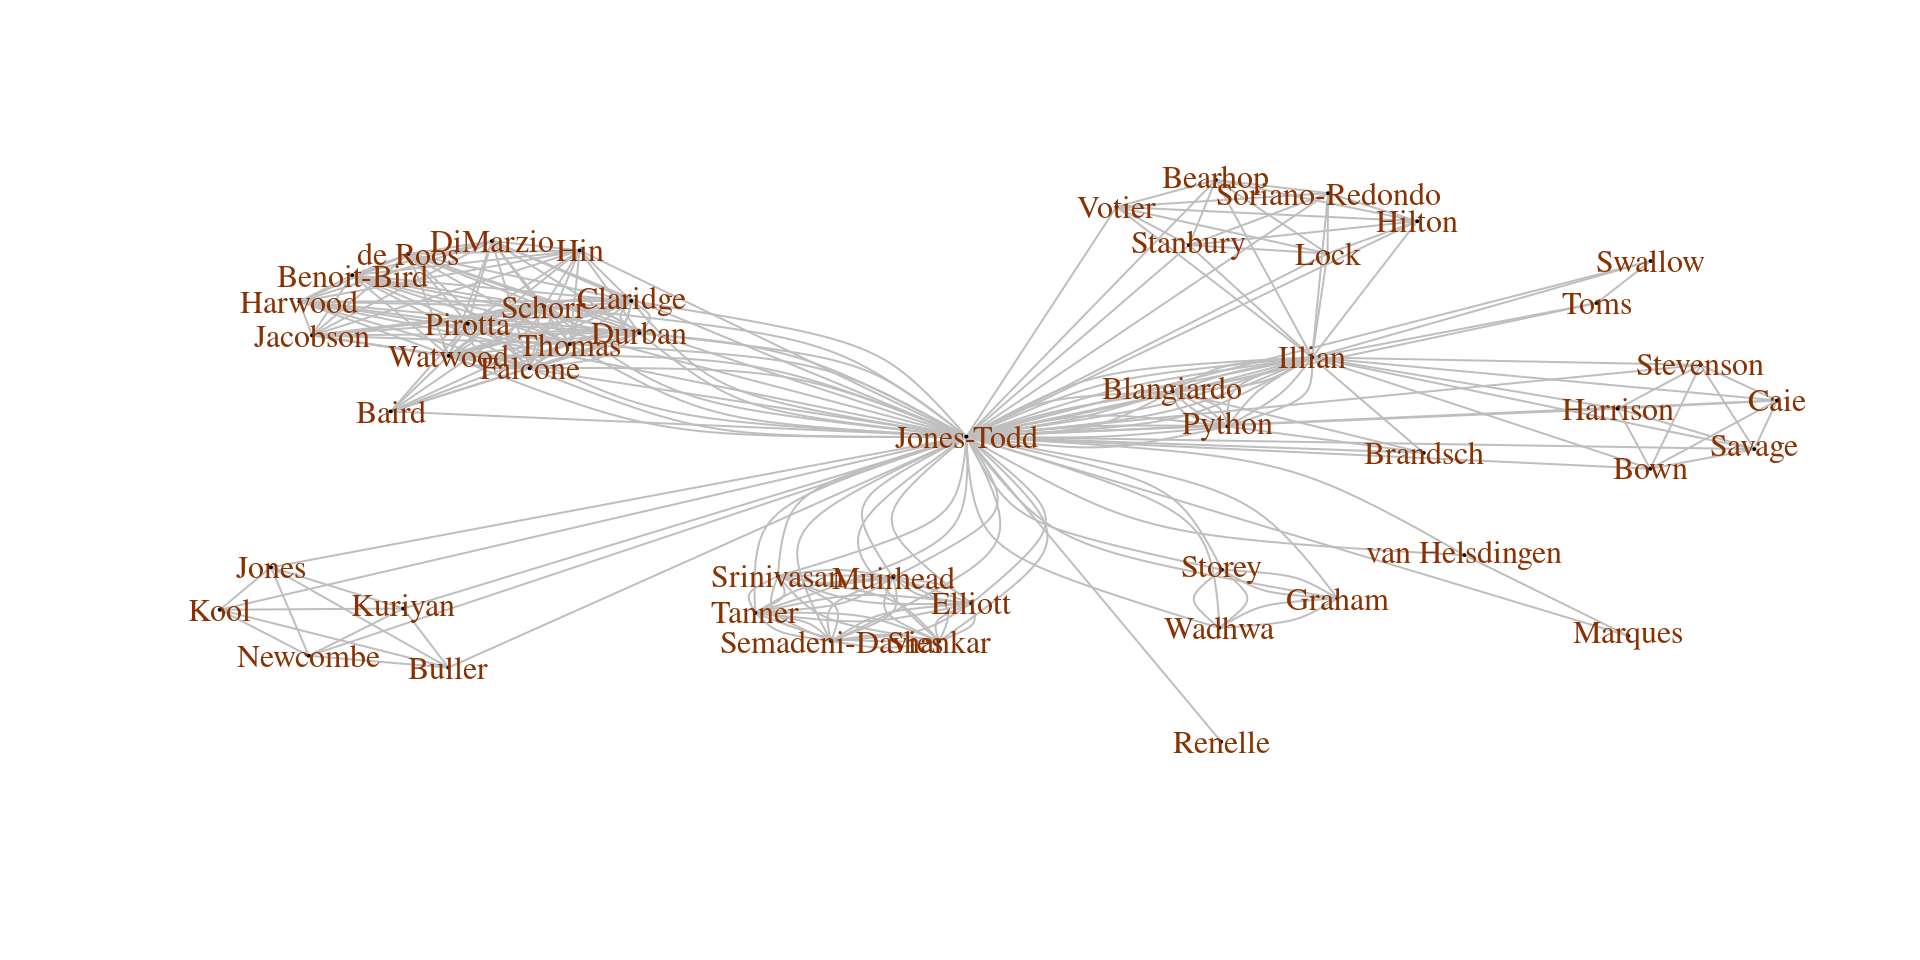 Bearhop
Soriano-Redondo
Votier
Hilton
Stanbury
Lock
DiMarzio
Hin
de Roos
Benoit-Bird
Harwood
Claridge
Schorr
Pirotta
Durban
Jacobson
Thomas
Watwood
Falcone
Baird
Swallow
Toms
Illian
Stevenson
Blangiardo
Caie
Harrison
Python
Jones-Todd
Savage
Brandsch
Bown
Jones
Kool
Kuriyan
Newcombe
Buller
Srinivasan
Muirhead
Tanner
Elliott
Semadeni-Davies
Shankar
Storey
van Helsdingen
Graham
Wadhwa
Marques
Renelle